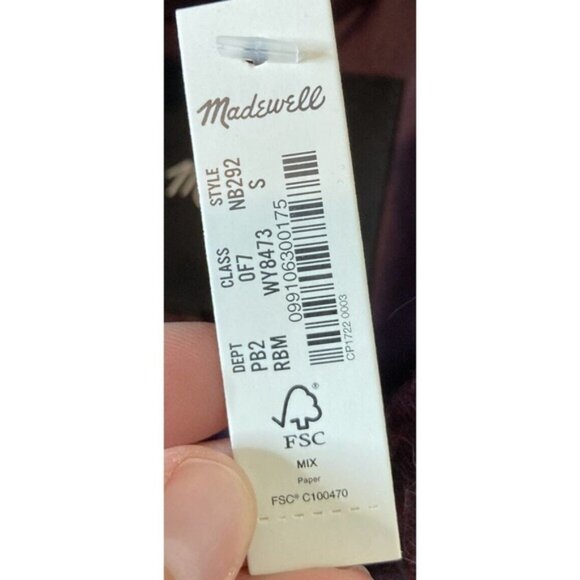 Madewell
DEPT CLASS STYLE
PB2 0F7 NB292
RBM WY8473 S
099106300175
CP1722 0003
®
FSC
MIX
Paper
FSC® C100470